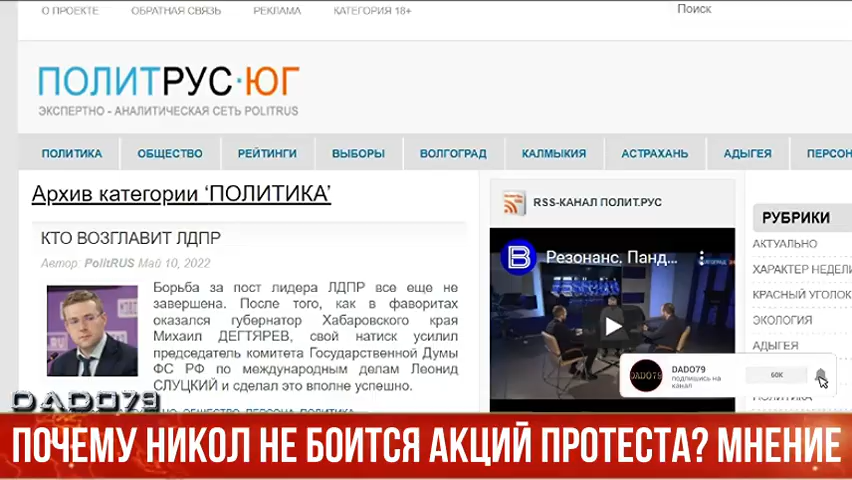 О ПРОЕКТЕ ОБРАТНАЯ СВЯЗЬ РЕКЛАМА КАТЕГОРИЯ 18+ Поиск
ПОЛИТРУС·ЮГ
ЭКСПЕРТНО - АНАЛИТИЧЕСКАЯ СЕТЬ POLITRUS
ПОЛИТИКА ОБЩЕСТВО РЕЙТИНГИ ВЫБОРЫ ВОЛГОГРАД КАЛМЫКИЯ АСТРАХАНЬ АДЫГЕЯ ПЕРСОН
Архив категории ‘ПОЛИТИКА’
КТО ВОЗГЛАВИТ ЛДПР
Автор: PolitRUS Май 10, 2022
Борьба за пост лидера ЛДПР все еще не
завершена. После того, как в фаворитах
оказался губернатор Хабаровского края
Михаил ДЕГТЯРЕВ, свой натиск усилил
председатель комитета Государственной Думы
ФС РФ по международным делам Леонид
СЛУЦКИЙ и сделал это вполне успешно.
RSS-КАНАЛ ПОЛИТ.РУС
В Резонанс. Панд...
РУБРИКИ
АКТУАЛЬНО
ХАРАКТЕР НЕДЕЛИ
КРАСНЫЙ УГОЛОК
ЭКОЛОГИЯ
АДЫГЕЯ
ПОЛИТИКА
DADO79
DADO79
подпишись на
канал
60K
DADO79
ПОЧЕМУ НИКОЛ НЕ БОИТСЯ АКЦИЙ ПРОТЕСТА? МНЕНИЕ